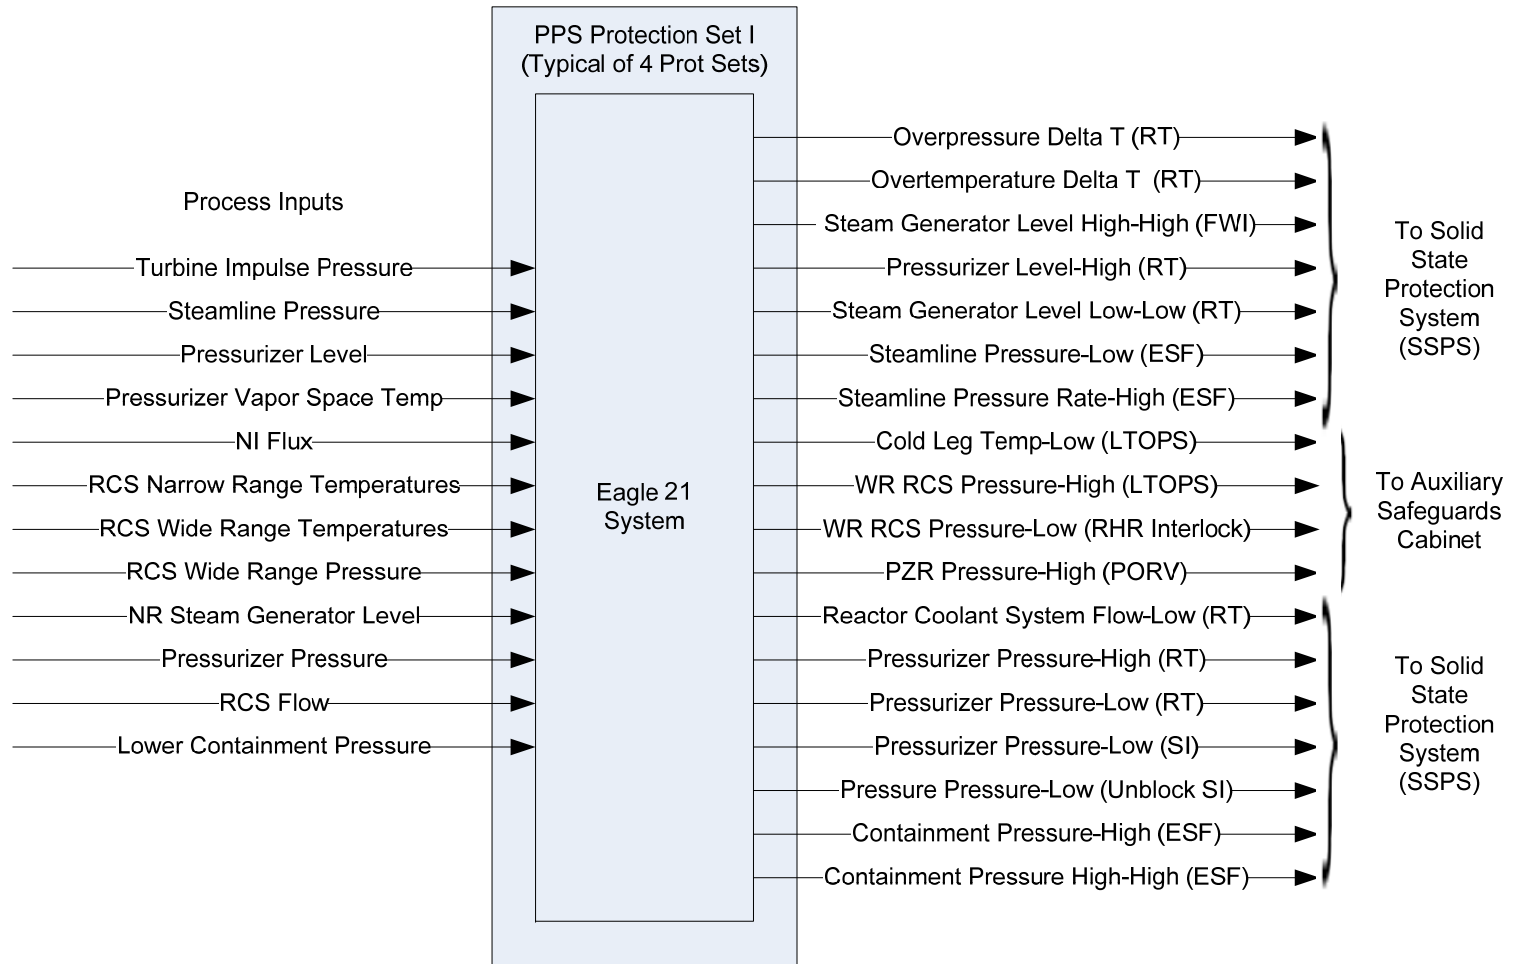 PPS Protection Set I
(Typical of 4 Prot Sets)
Process Inputs
Turbine Impulse Pressure
Steamline Pressure
Pressurizer Level
Pressurizer Vapor Space Temp
NI Flux
RCS Narrow Range Temperatures
RCS Wide Range Temperatures
RCS Wide Range Pressure
NR Steam Generator Level
Pressurizer Pressure
RCS Flow
Lower Containment Pressure
Eagle 21
System
Overpressure Delta T (RT)
Overtemperature Delta T (RT)
Steam Generator Level High-High (FWI)
Pressurizer Level-High (RT)
Steam Generator Level Low-Low (RT)
Steamline Pressure-Low (ESF)
Steamline Pressure Rate-High (ESF)
Cold Leg Temp-Low (LTOPS)
WR RCS Pressure-High (LTOPS)
WR RCS Pressure-Low (RHR Interlock)
PZR Pressure-High (PORV)
Reactor Coolant System Flow-Low (RT)
Pressurizer Pressure-High (RT)
Pressurizer Pressure-Low (RT)
Pressurizer Pressure-Low (SI)
Pressure Pressure-Low (Unblock SI)
Containment Pressure-High (ESF)
Containment Pressure High-High (ESF)
To Solid
State
Protection
System
(SSPS)
To Auxiliary
Safeguards
Cabinet
To Solid
State
Protection
System
(SSPS)